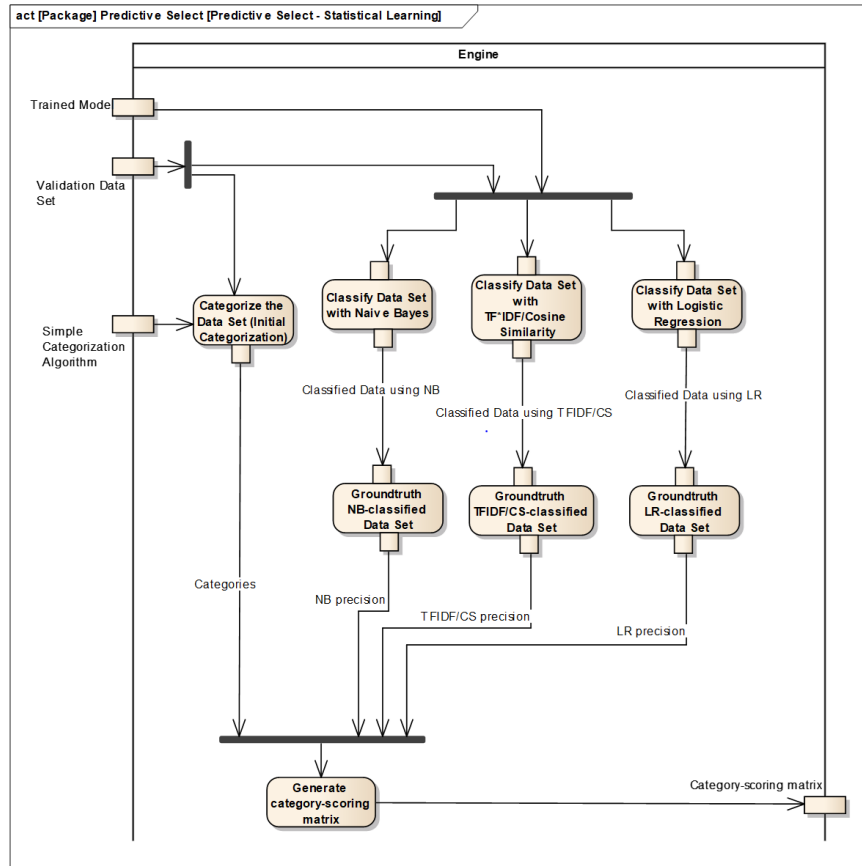 act [Package] Predictive Select [Predictive Select - Statistical Learning]
Engine
Trained Mode
Validation Data
Set
Simple
Categorization
Algorithm
Categorize the
Data Set (Initial
Categorization)
Classify Data Set
with Naive Bayes
Classify Data Set
with
TF*IDF/Cosine
Similarity
Classify Data Set
with Logistic
Regression
Classified Data using NB
Classified Data using TFIDF/CS
Classified Data using LR
Groundtruth
NB-classified
Data Set
Groundtruth
TFIDF/CS-classified
Data Set
Groundtruth
LR-classified
Data Set
Categories
NB precision
TFIDF/CS precision
LR precision
Generate
category-scoring
matrix
Category-scoring matrix